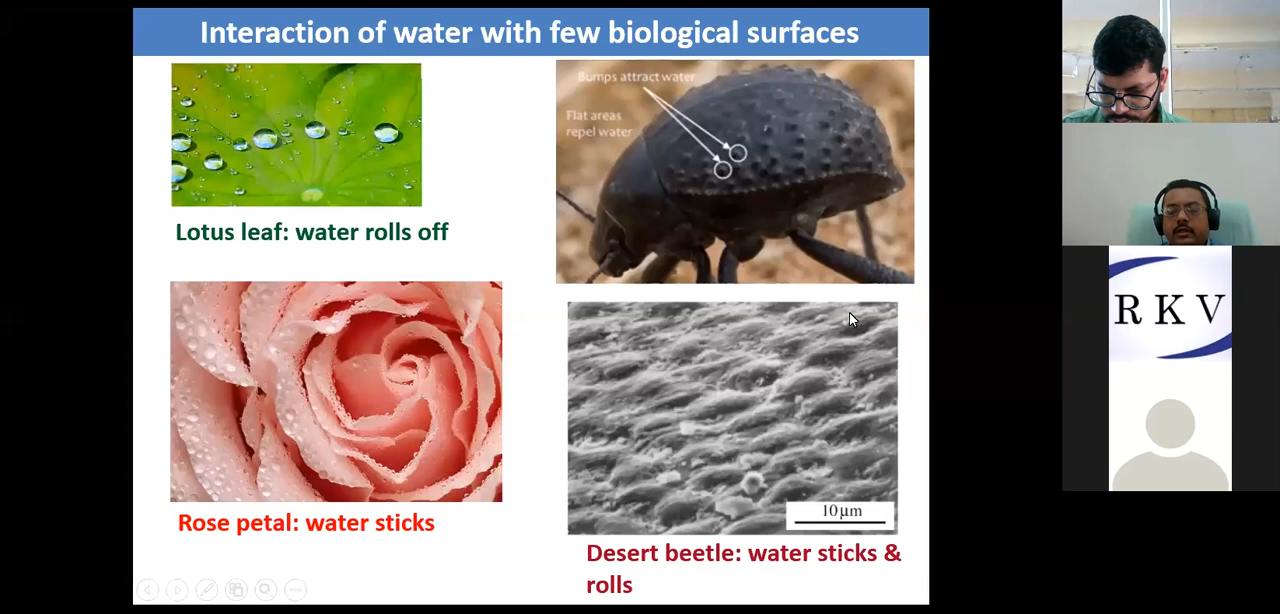 Interaction of water with few biological surfaces
Bumps attract water
Flat areas
repel water
Lotus leaf: water rolls off
Rose petal: water sticks
10μm
Desert beetle: water sticks &
rolls
R K V